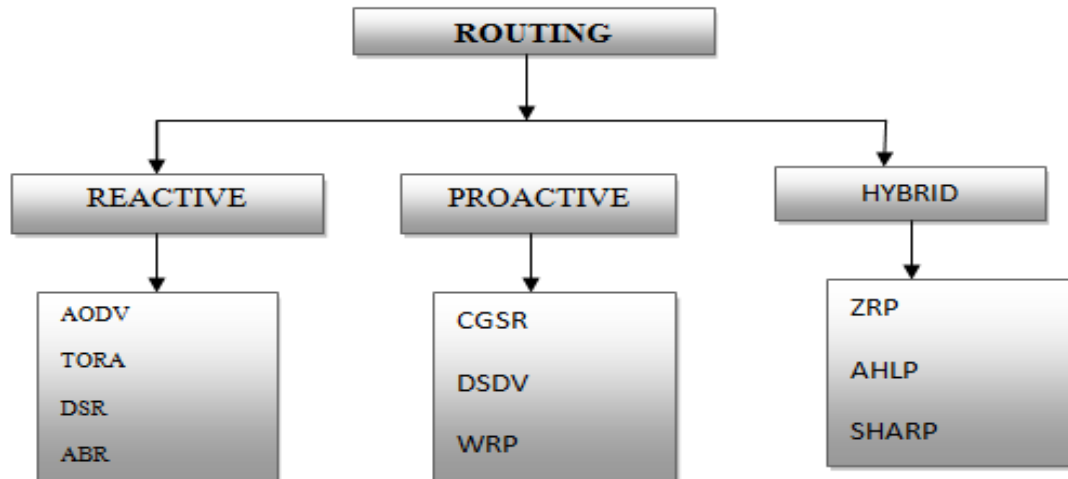 ROUTING
REACTIVE
PROACTIVE
HYBRID
AODV
TORA
DSR
ABR
CGSR
DSDV
WRP
ZRP
AHLP
SHARP